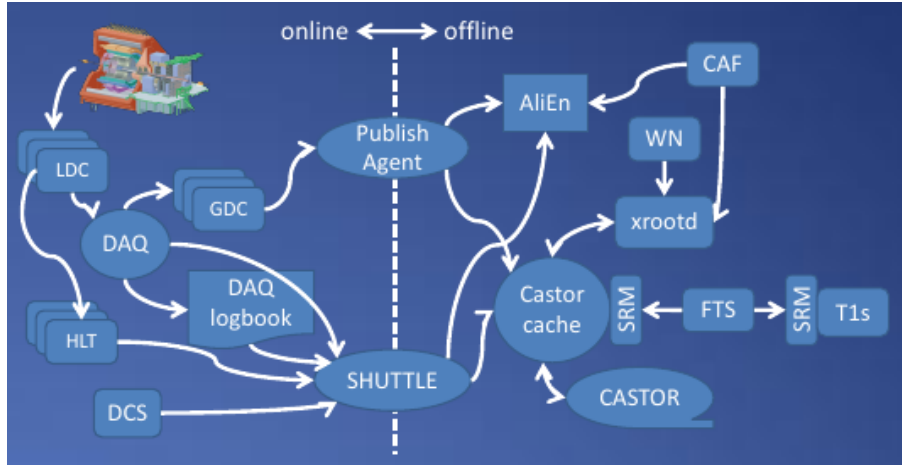 online offline
CAF
AliEn
Publish
Agent
WN
LDC
GDC
xrootd
DAQ
DAQ
logbook
Castor
cache
SRM
FTS
SRM
T1s
HLT
SHUTTLE
CASTOR
DCS